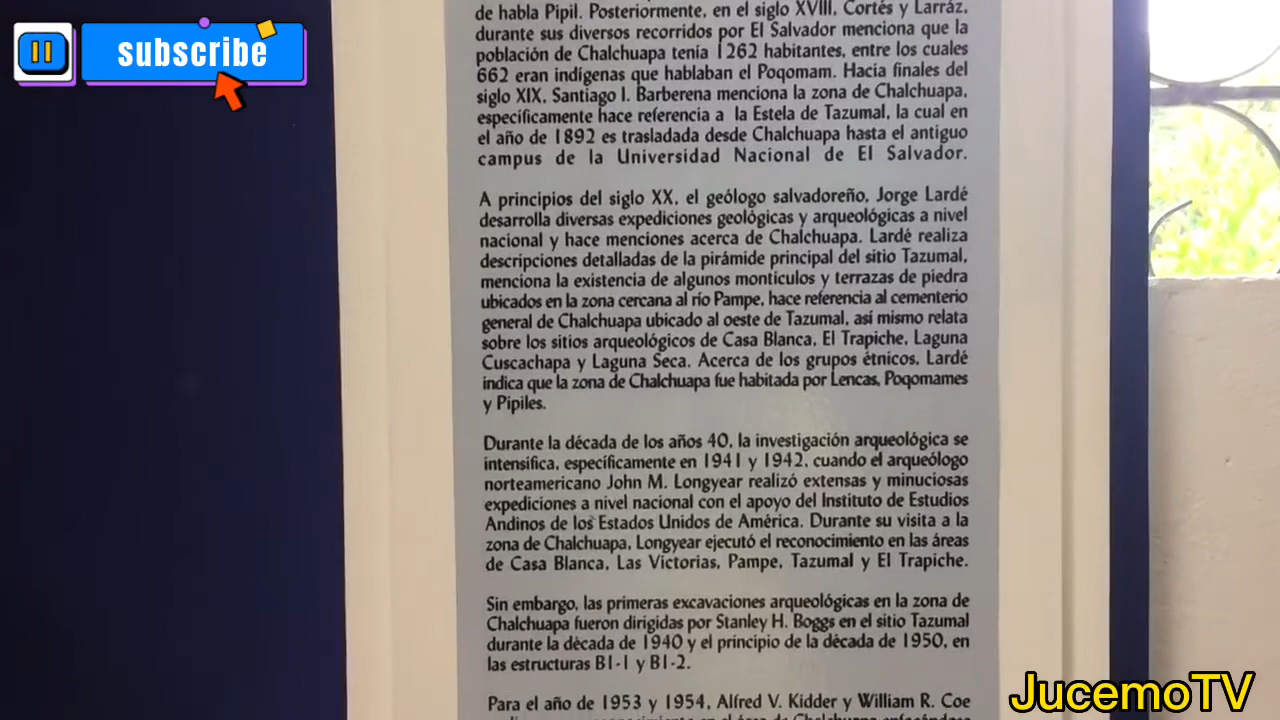 subscribe
de habla Pipil. Posteriormente, en el siglo XVIII, Cortés y Larráz,
durante sus diversos recorridos por El Salvador menciona que la
población de Chalchuapa tenía 1262 habitantes, entre los cuales
662 eran indígenas que hablaban el Poqomam. Hacia finales del
siglo XIX, Santiago I. Barberena menciona la zona de Chalchuapa,
específicamente hace referencia a la Estela de Tazumal, la cual en
el año de 1892 es trasladada desde Chalchuapa hasta el antiguo
campus de la Universidad Nacional de El Salvador.
A principios del siglo XX, el geólogo salvadoreño, Jorge Lardé
desarrolla diversas expediciones geológicas y arqueológicas a nivel
nacional y hace menciones acerca de Chalchuapa. Lardé realiza
descripciones detalladas de la pirámide principal del sitio Tazumal,
menciona la existencia de algunos montículos y terrazas de piedra
ubicados en la zona cercana al río Pampe, hace referencia al cementerio
general de Chalchuapa ubicado al oeste de Tazumal, así mismo relata
sobre los sitios arqueológicos de Casa Blanca, El Trapiche, Laguna
Cuscachapa y Laguna Seca. Acerca de los grupos étnicos, Lardé
indica que la zona de Chalchuapa fue habitada por Lencas, Poqomames
y Pipiles.
Durante la década de los años 40, la investigación arqueológica se
intensifica, específicamente en 1941 y 1942, cuando el arqueólogo
norteamericano John M. Longyear realizó extensas y minuciosas
expediciones a nivel nacional con el apoyo del Instituto de Estudios
Andinos de los Estados Unidos de América. Durante su visita a la
zona de Chalchuapa, Longyear ejecutó el reconocimiento en las áreas
de Casa Blanca, Las Victorias, Pampe, Tazumal y El Trapiche.
Sin embargo, las primeras excavaciones arqueológicas en la zona de
Chalchuapa fueron dirigidas por Stanley H. Boggs en el sitio Tazumal
durante la década de 1940 y el principio de la década de 1950, en
las estructuras B1-1 y B1-2.
Para el año de 1953 y 1954, Alfred V. Kidder y William R. Coe
JucemoTV